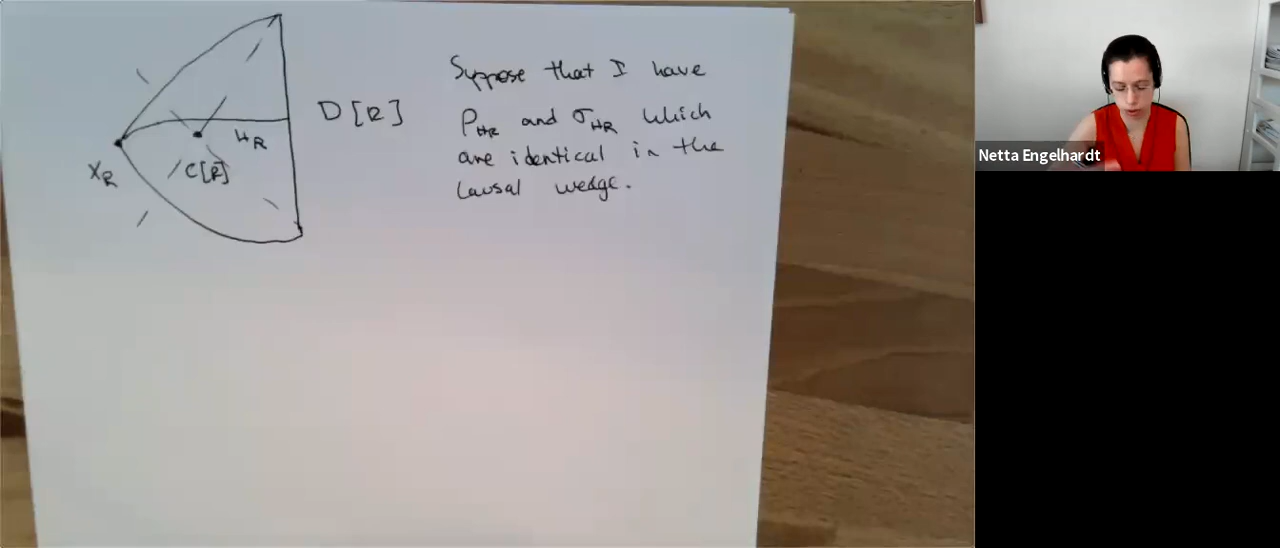 X_R
C[R]
H_R
D[R]
Suppose that I have
ρ_HR and σ_HR which
are identical in the
causal wedge.
Netta Engelhardt